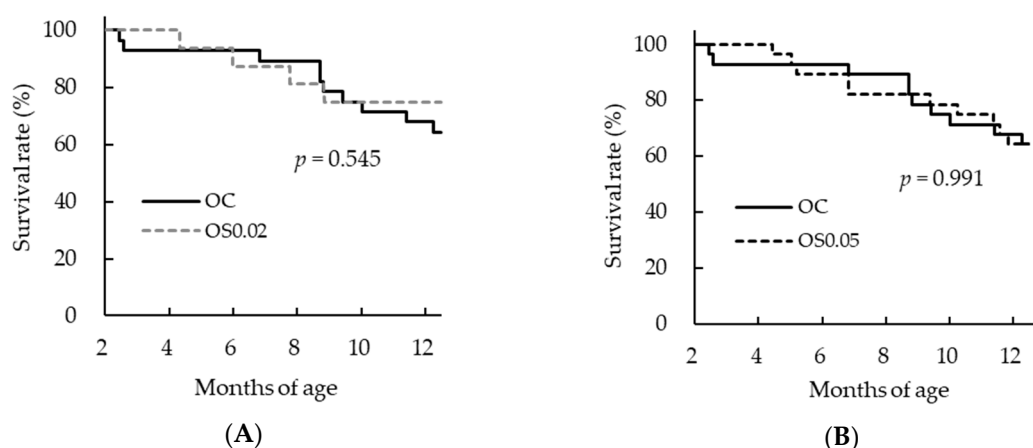 Survival rate (%)
100
80
60
40
20
0
p = 0.545
OC
OS0.02
2 4 6 8 10 12
Months of age
(A)
Survival rate (%)
100
80
60
40
20
0
p = 0.991
OC
OS0.05
2 4 6 8 10 12
Months of age
(B)